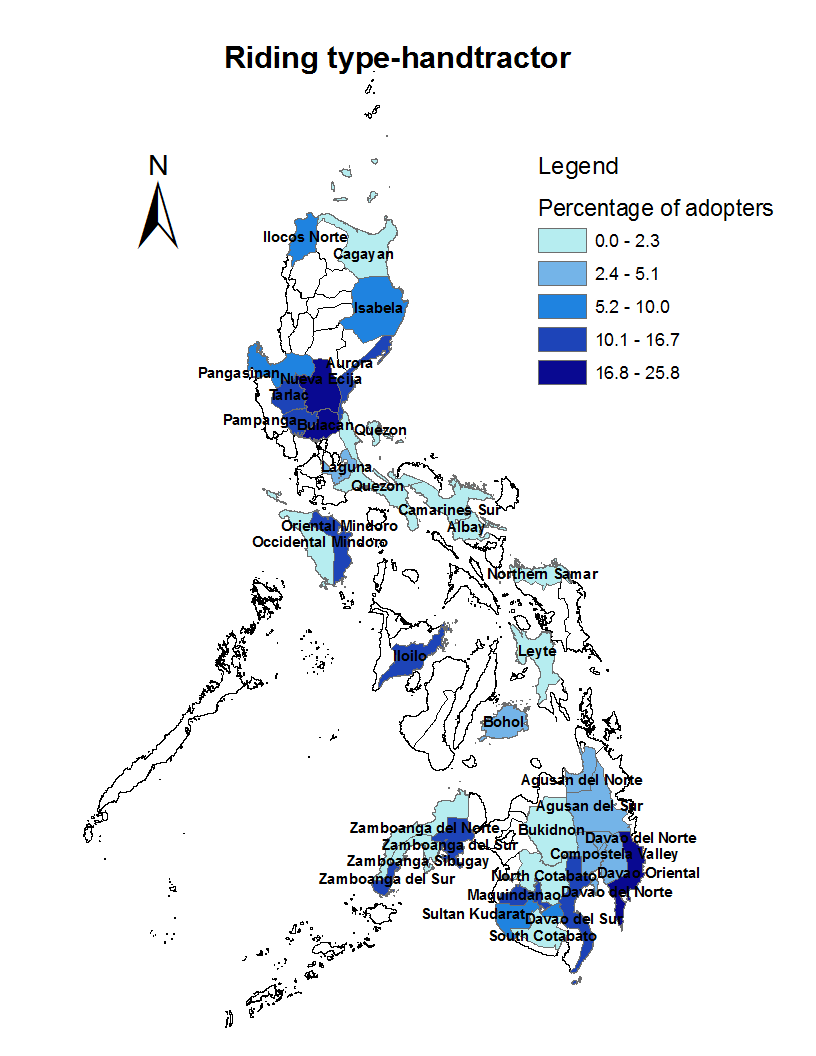 Riding type-handtractor
N
Legend
Percentage of adopters
0.0 - 2.3
2.4 - 5.1
5.2 - 10.0
10.1 - 16.7
16.8 - 25.8
Ilocos Norte
Cagayan
Isabela
Aurora
Pangasinan
Nueva Ecija
Tarlac
Pampanga
Bulacan
Quezon
Laguna
Quezon
Camarines Sur
Albay
Oriental Mindoro
Occidental Mindoro
Northern Samar
Leyte
Iloilo
Bohol
Agusan del Norte
Agusan del Sur
Zamboanga del Norte
Bukidnon
Davao del Norte
Zamboanga del Sur
Compostela Valley
Zamboanga Sibugay
Davao Oriental
North Cotabato
Zamboanga del Sur
Davao del Norte
Maguindanao
Sultan Kudarat
Davao del Sur
South Cotabato